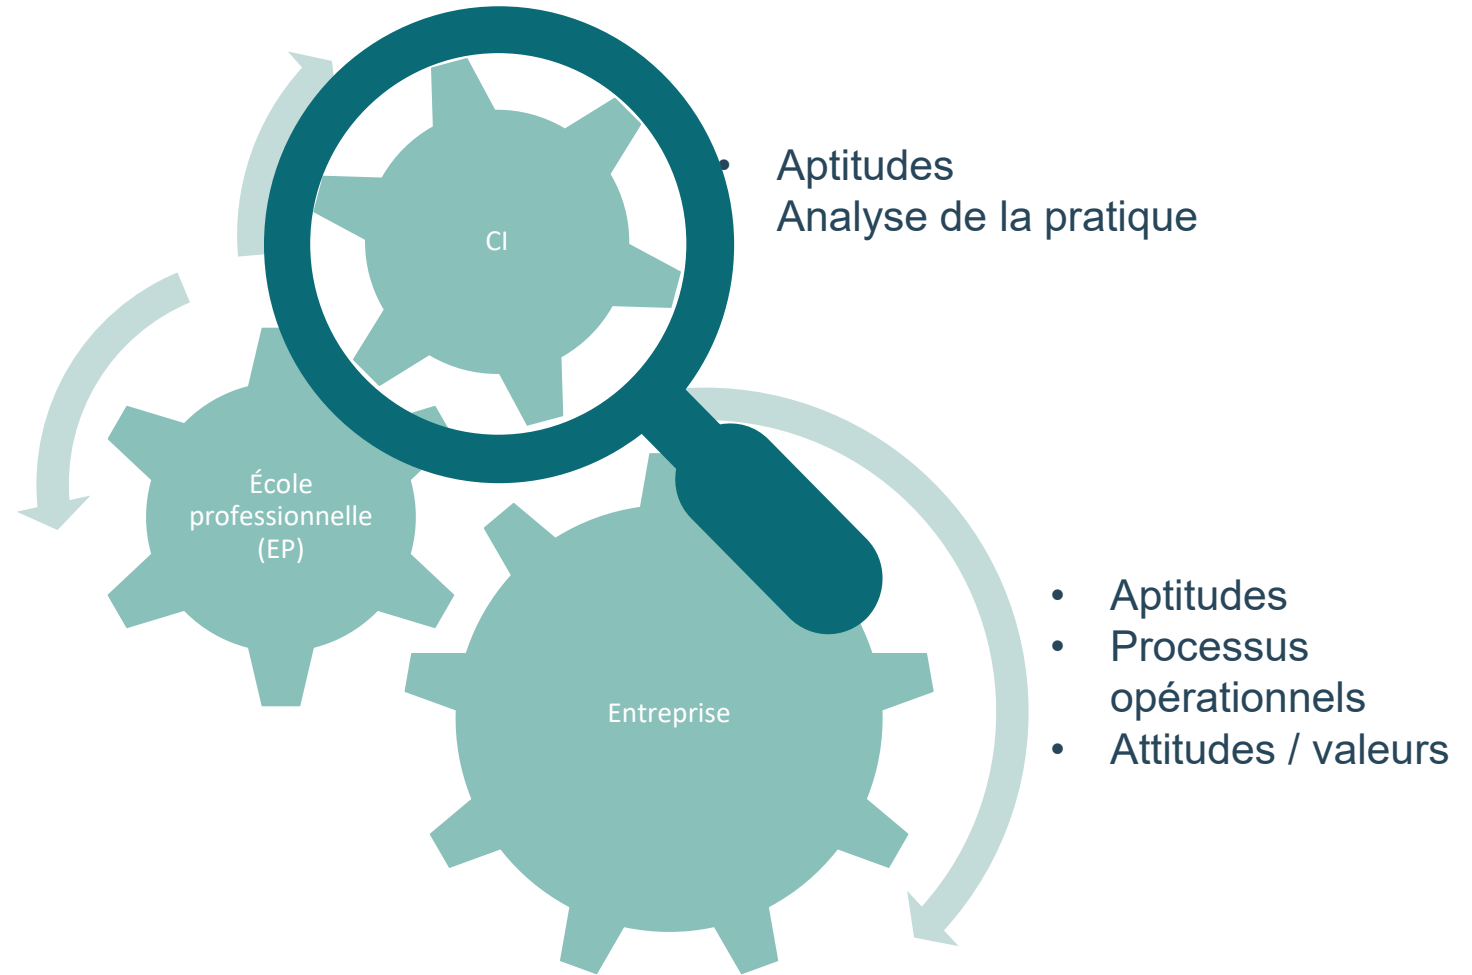 CI
• Aptitudes
Analyse de la pratique
École
professionnelle
(EP)
Entreprise
• Aptitudes
• Processus
opérationnels
• Attitudes / valeurs